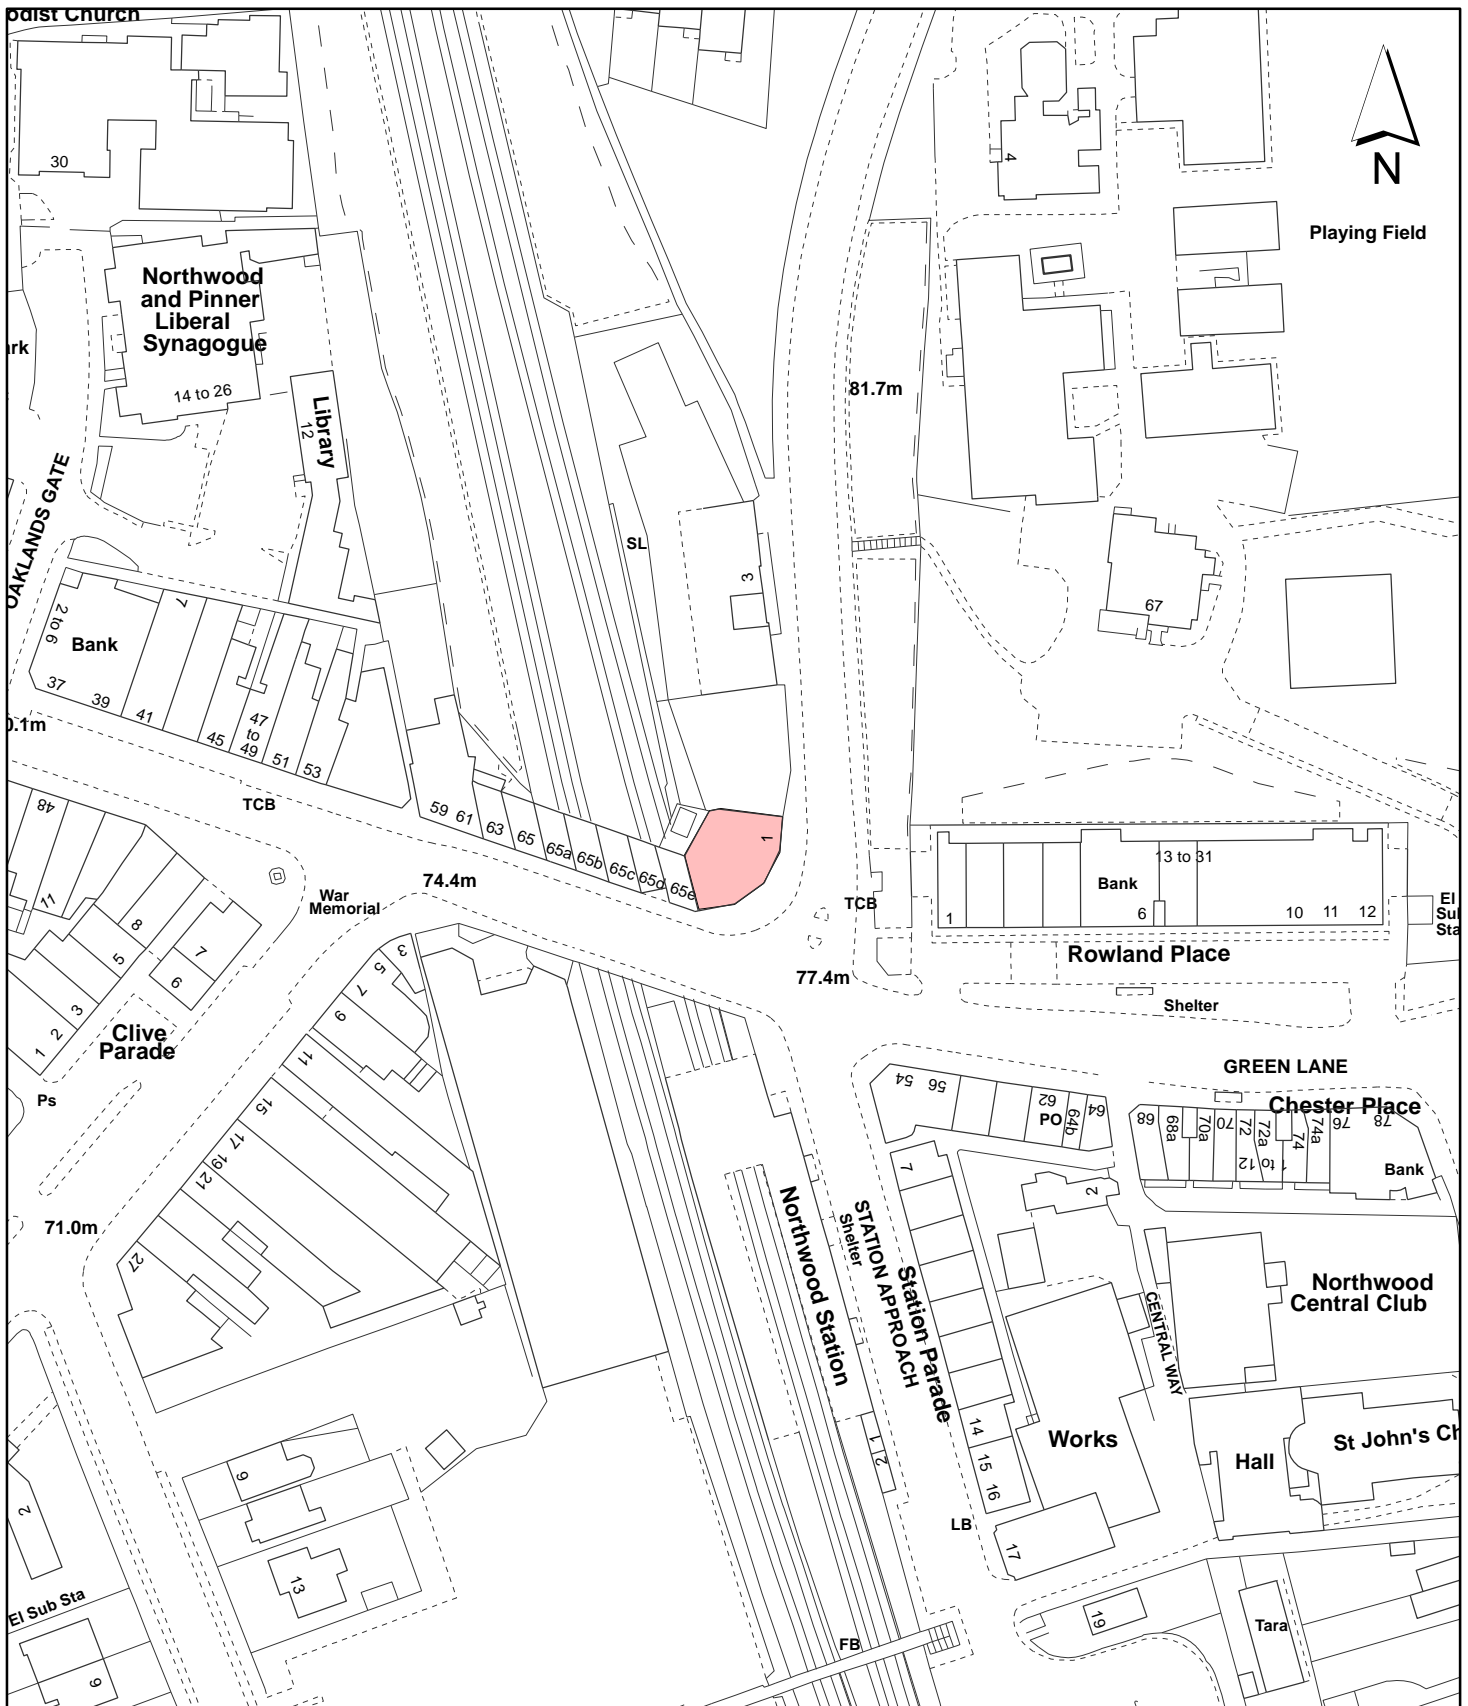 odist Church
30
4
N
Playing Field
Northwood
and Pinner
Liberal
Synagogue
14 to 26
ark
Library
12
81.7m
OAKLANDS GATE
SL
3
67
2 to 6
Bank
7
37
39
41
45
47
to
49
51
53
0.1m
TCB
59
61
63
65
65a
65b
65c
65d
65e
1
48
11
8
5
7
9
3
2
1
War
Memorial
74.4m
TCB
77.4m
13 to 31
Bank
1
6
10
11
12
El
Sub
Sta
Rowland Place
Shelter
Clive
Parade
Ps
3
5
7
9
11
15
17
19
21
27
71.0m
GREEN LANE
Chester Place
54
56
62
PO
64b
64
68
68a
70a
70
72
72a
74
74a
76
78
1 to 12
Bank
7
2
Northwood Station
Shelter
STATION APPROACH
Station Parade
CENTRAL WAY
Northwood
Central Club
14
15
16
17
1
2
Works
Hall
St John's Ch
LB
9
13
2
El Sub Sta
9
FB
19
Tara